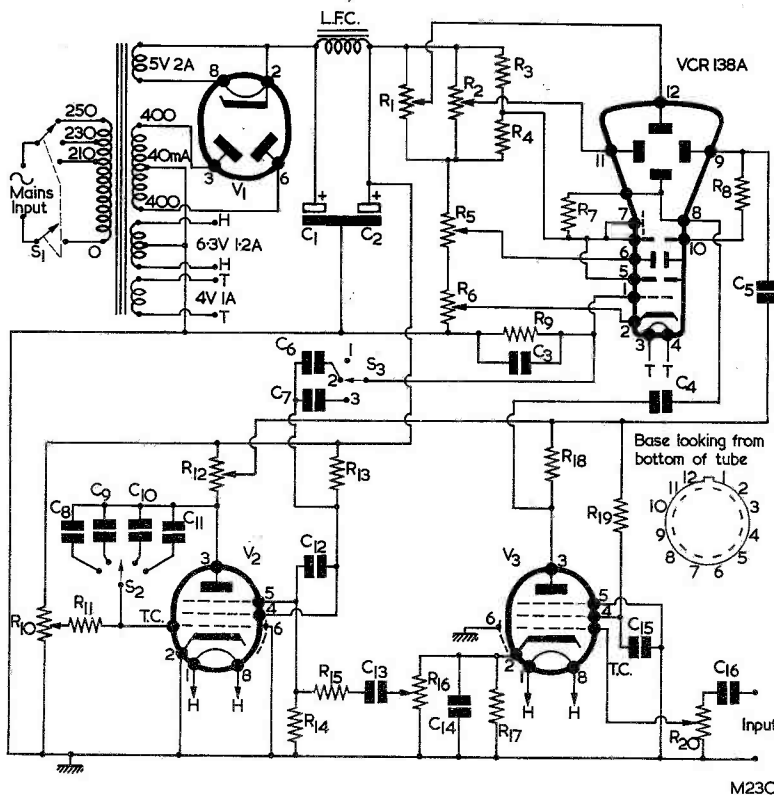 L.F.C.
5V 2A
8
2
R3
VCR 138A
R1
R2
12
250
230
210
400
40mA
400
3
V1
6
R4
11
9
Mains
Input
S1
0
H
6·3V 1·2A
H
T
4V 1A
T
+
+
C1
C2
R5
R6
R7
R8
7
8
6
10
5
1
2
3
4
T
T
C5
R9
C3
C4
C6
C7
1
2
3
S3
R12
R13
R18
R19
Base looking from
bottom of tube
12
1
11
2
10
3
9
4
8
5
7
6
C8
C9
C10
C11
S2
3
V2
C12
V3
3
R10
R11
T.C.
5
4
6
2
1
8
H
H
6
5
4
2
1
8
T.C.
H
H
C15
C16
R15
C13
R16
R14
C14
R17
R20
Input
M230